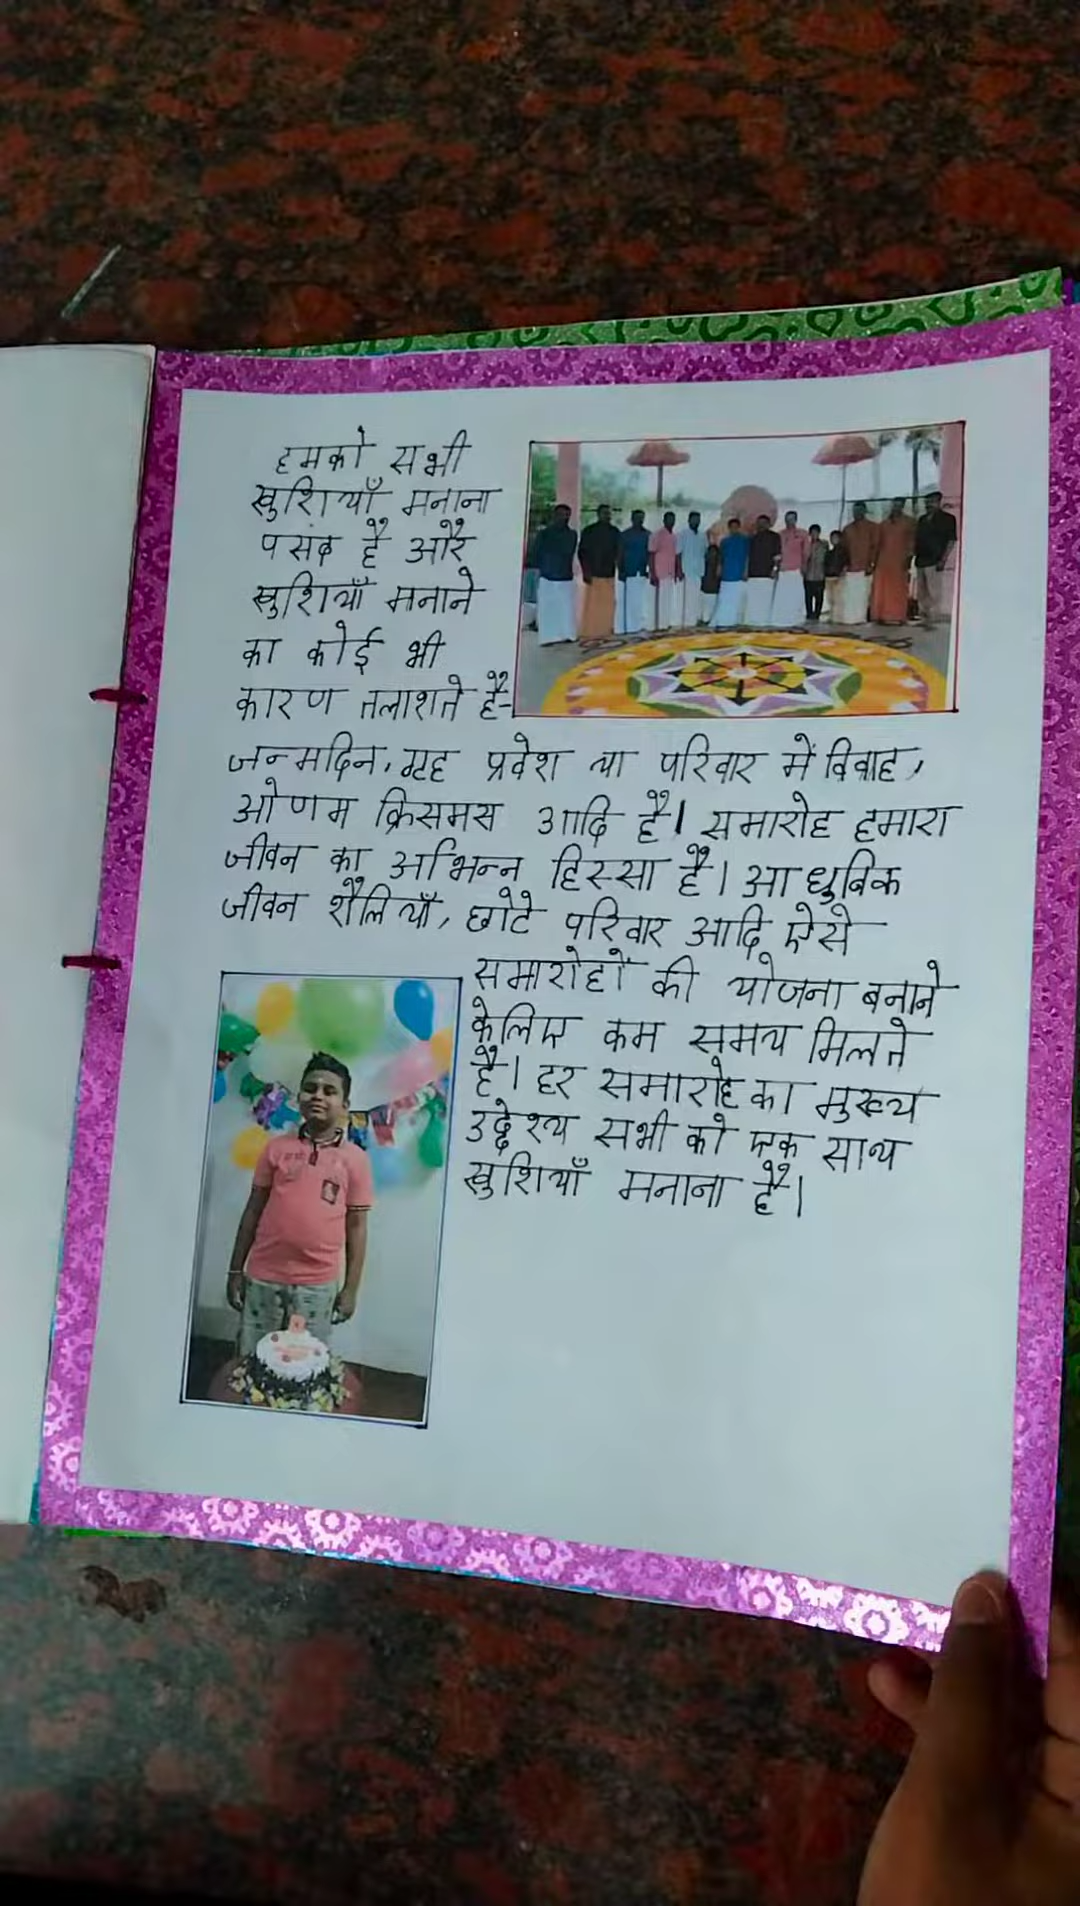 हमको सभी
खुशियाँ मनाना
पसंद है और
खुशियाँ मनाने
का कोई भी
कारण तलाशते है-
जन्मदिन, गृह प्रवेश या परिवार में विवाह,
ओणम क्रिसमस आदि है। समारोह हमारा
जीवन का अभिन्न हिस्सा है। आधुनिक
जीवन शैलियाँ, छोटे परिवार आदि ऐसे
समारोहों की योजना बनाने
केलिए कम समय मिलते
है। हर समारोह का मुख्य
उद्देश्य सभी को एक साथ
खुशियाँ मनाना है।